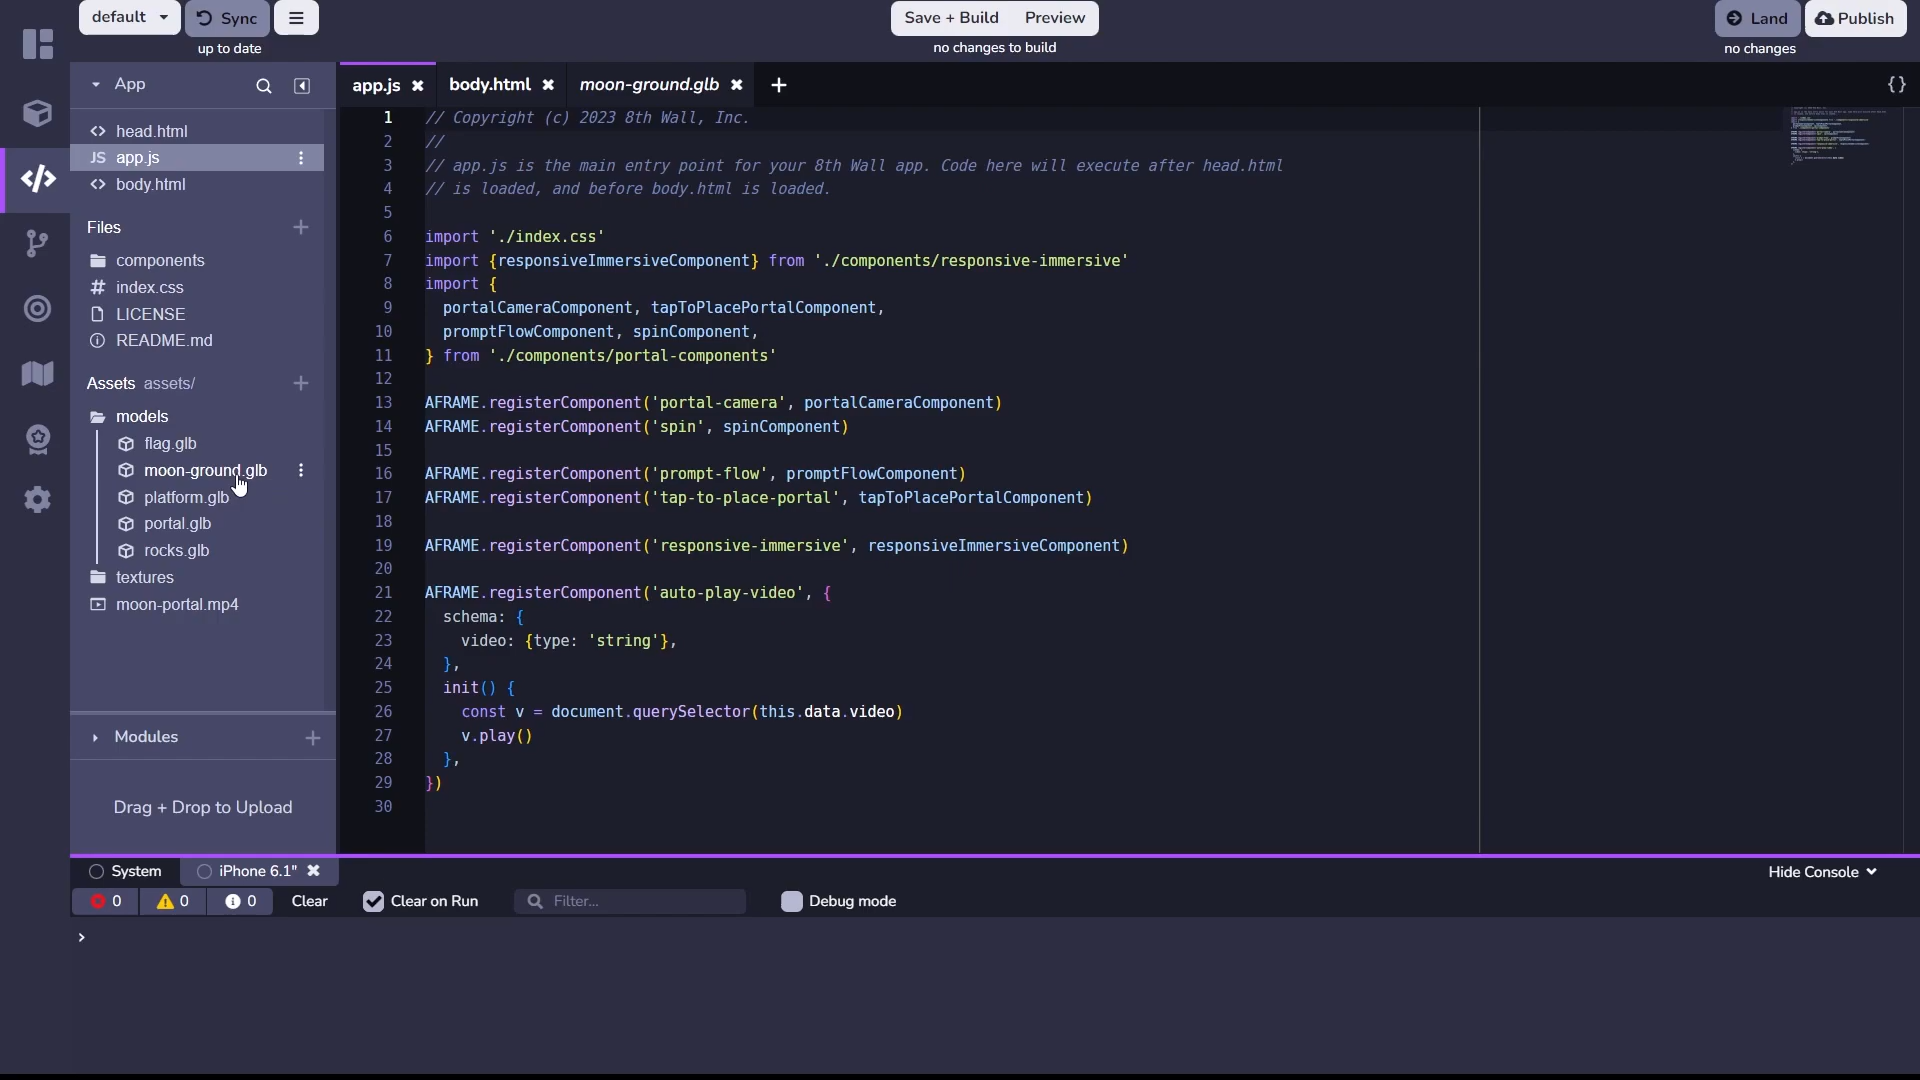 default
Sync
up to date
Save + Build
Preview
no changes to build
Land
Publish
no changes
App
head.html
JS app.js
body.html
Files
components
index.css
LICENSE
README.md
Assets assets/
models
flag.glb
moon-ground.glb
platform.glb
portal.glb
rocks.glb
textures
moon-portal.mp4
Modules
Drag + Drop to Upload
app.js
body.html
moon-ground.glb
{}
1 // Copyright (c) 2023 8th Wall, Inc.
2 //
3 // app.js is the main entry point for your 8th Wall app. Code here will execute after head.html
4 // is loaded, and before body.html is loaded.
5
6 import './index.css'
7 import {responsiveImmersiveComponent} from './components/responsive-immersive'
8 import {
9 portalCameraComponent, tapToPlacePortalComponent,
10 promptFlowComponent, spinComponent,
11 } from './components/portal-components'
12
13 AFRAME.registerComponent('portal-camera', portalCameraComponent)
14 AFRAME.registerComponent('spin', spinComponent)
15
16 AFRAME.registerComponent('prompt-flow', promptFlowComponent)
17 AFRAME.registerComponent('tap-to-place-portal', tapToPlacePortalComponent)
18
19 AFRAME.registerComponent('responsive-immersive', responsiveImmersiveComponent)
20
21 AFRAME.registerComponent('auto-play-video', {
22 schema: {
23 video: {type: 'string'},
24 },
25 init() {
26 const v = document.querySelector(this.data.video)
27 v.play()
28 },
29 })
30
System
iPhone 6.1"
Hide Console
0
0
0
Clear
Clear on Run
Filter...
Debug mode
>